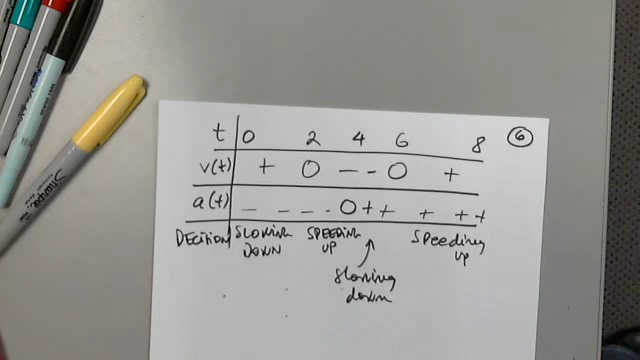 t 0 2 4 6 8 6
v(t) + 0 - - 0 +
a(t) - - - - 0 + + + + +
DECISION SLOWING DOWN SPEEDING UP Speeding UP
slowing down
Sharpie